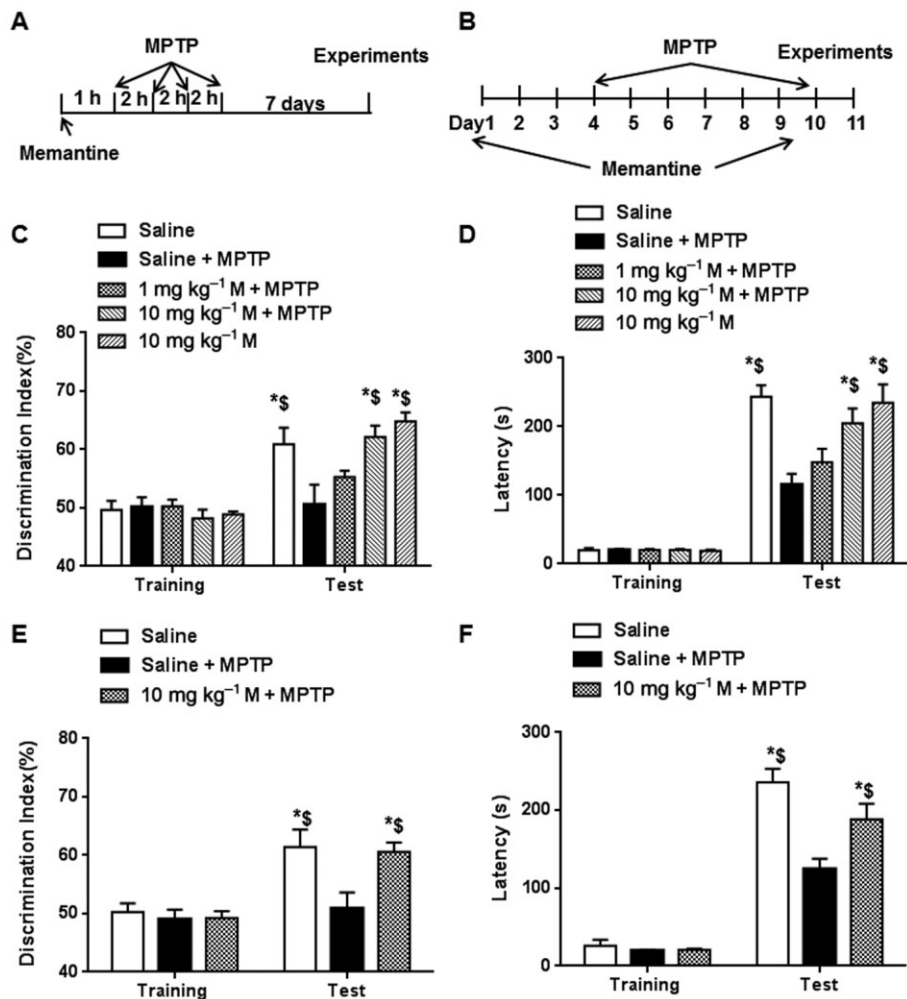 A
MPTP
Experiments
1 h 2 h 2 h 2 h 7 days
Memantine
B
MPTP Experiments
Day1 2 3 4 5 6 7 8 9 10 11
Memantine
C
Saline
Saline + MPTP
1 mg kg⁻¹ M + MPTP
10 mg kg⁻¹ M + MPTP
10 mg kg⁻¹ M
Discrimination Index(%)
80
70
60
50
40
*$ *$ *$
Training Test
D
Saline
Saline + MPTP
1 mg kg⁻¹ M + MPTP
10 mg kg⁻¹ M + MPTP
10 mg kg⁻¹ M
Latency (s)
300
200
100
0
*$ *$ *$
Training Test
E
Saline
Saline + MPTP
10 mg kg⁻¹ M + MPTP
Discrimination Index(%)
80
70
60
50
40
*$ *$
Training Test
F
Saline
Saline + MPTP
10 mg kg⁻¹ M + MPTP
Latency (s)
300
200
100
0
*$ *$
Training Test